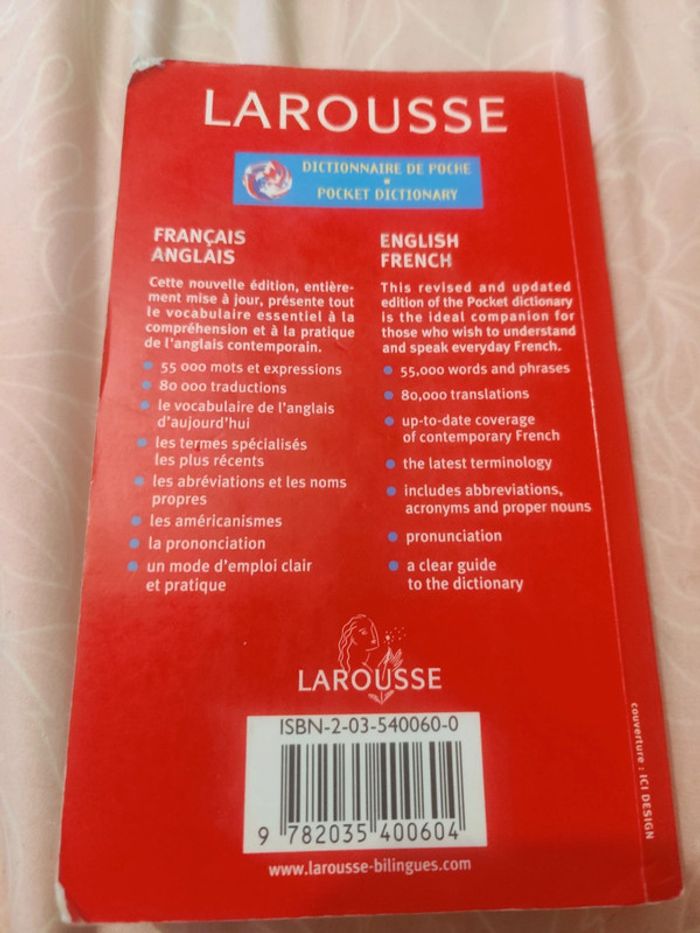 LAROUSSE
DICTIONNAIRE DE POCHE
POCKET DICTIONARY
FRANÇAIS
ANGLAIS
Cette nouvelle édition, entière-
ment mise à jour, présente tout
le vocabulaire essentiel à la
compréhension et à la pratique
de l'anglais contemporain.
• 55 000 mots et expressions
• 80 000 traductions
• le vocabulaire de l'anglais
d'aujourd'hui
• les termes spécialisés
les plus récents
• les abréviations et les noms
propres
• les américanismes
• la prononciation
• un mode d'emploi clair
et pratique
ENGLISH
FRENCH
This revised and updated
edition of the Pocket dictionary
is the ideal companion for
those who wish to understand
and speak everyday French.
• 55,000 words and phrases
• 80,000 translations
• up-to-date coverage
of contemporary French
• the latest terminology
• includes abbreviations,
acronyms and proper nouns
• pronunciation
• a clear guide
to the dictionary
LAROUSSE
ISBN-2-03-540060-0
9 782035 400604
www.larousse-bilingues.com
couverture : ICI DESIGN